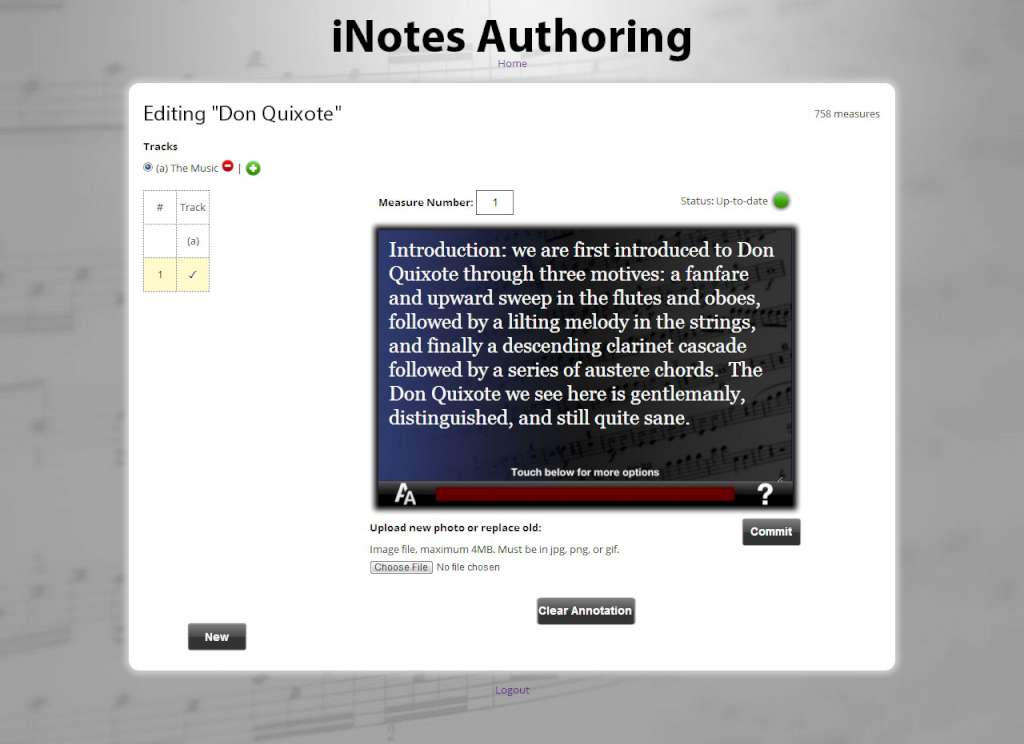 iNotes Authoring
Home
Editing "Don Quixote"
758 measures
Tracks
(a) The Music |
# Track
(a)
1 ✓
Measure Number: 1
Status: Up-to-date
Introduction: we are first introduced to Don
Quixote through three motives: a fanfare
and upward sweep in the flutes and oboes,
followed by a lilting melody in the strings,
and finally a descending clarinet cascade
followed by a series of austere chords.  The
Don Quixote we see here is gentlemanly,
distinguished, and still quite sane.
Touch below for more options
AA ?
Upload new photo or replace old:
Commit
Image file, maximum 4MB. Must be in jpg, png, or gif.
Choose File No file chosen
Clear Annotation
New
Logout